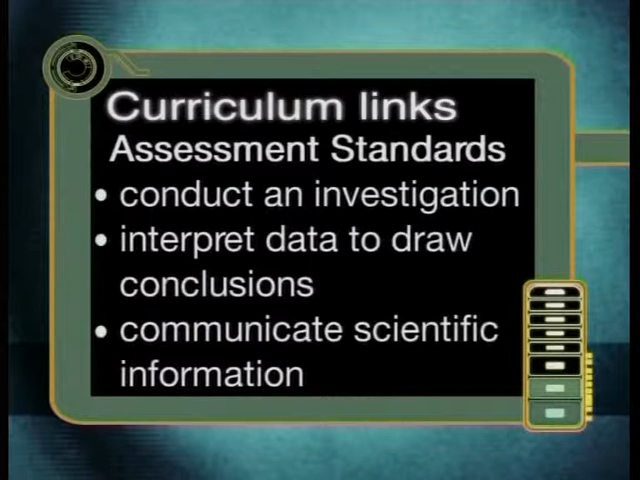 Curriculum links
Assessment Standards
• conduct an investigation
• interpret data to draw
conclusions
• communicate scientific
information